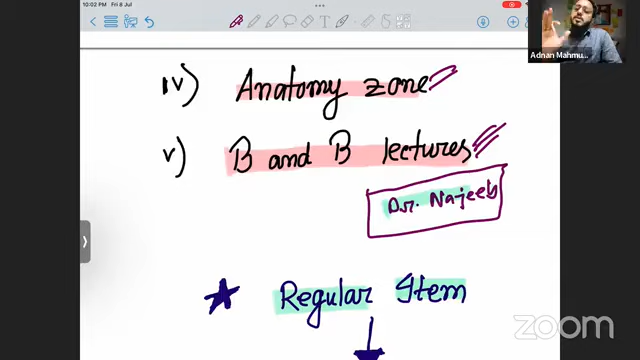 10:02 PM Fri 8 Jul
Adnan Mahmu...
iv) Anatomy zone
v) B and B lectures
Dr. Najeeb
Regular Item
zoom